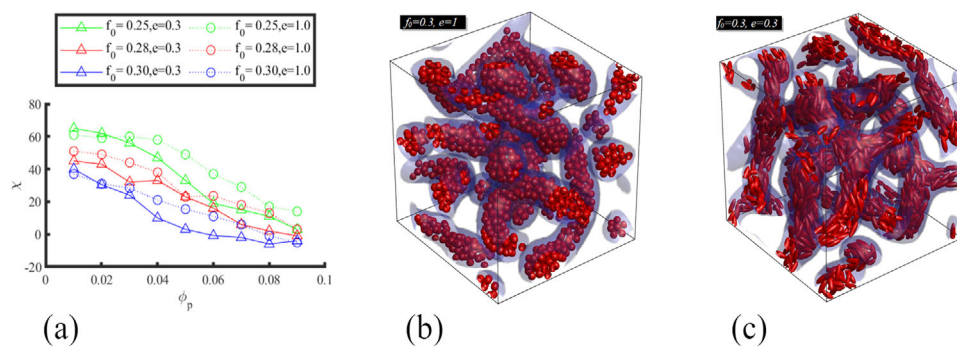 f₀ = 0.25,e=0.3 f₀ = 0.25,e=1.0
f₀ = 0.28,e=0.3 f₀ = 0.28,e=1.0
f₀ = 0.30,e=0.3 f₀ = 0.30,e=1.0
80
60
40
20
0
-20
χ
0 0.02 0.04 0.06 0.08 0.1
ϕₚ
(a)
f₀=0.3, e=1
(b)
f₀=0.3, e=0.3
(c)